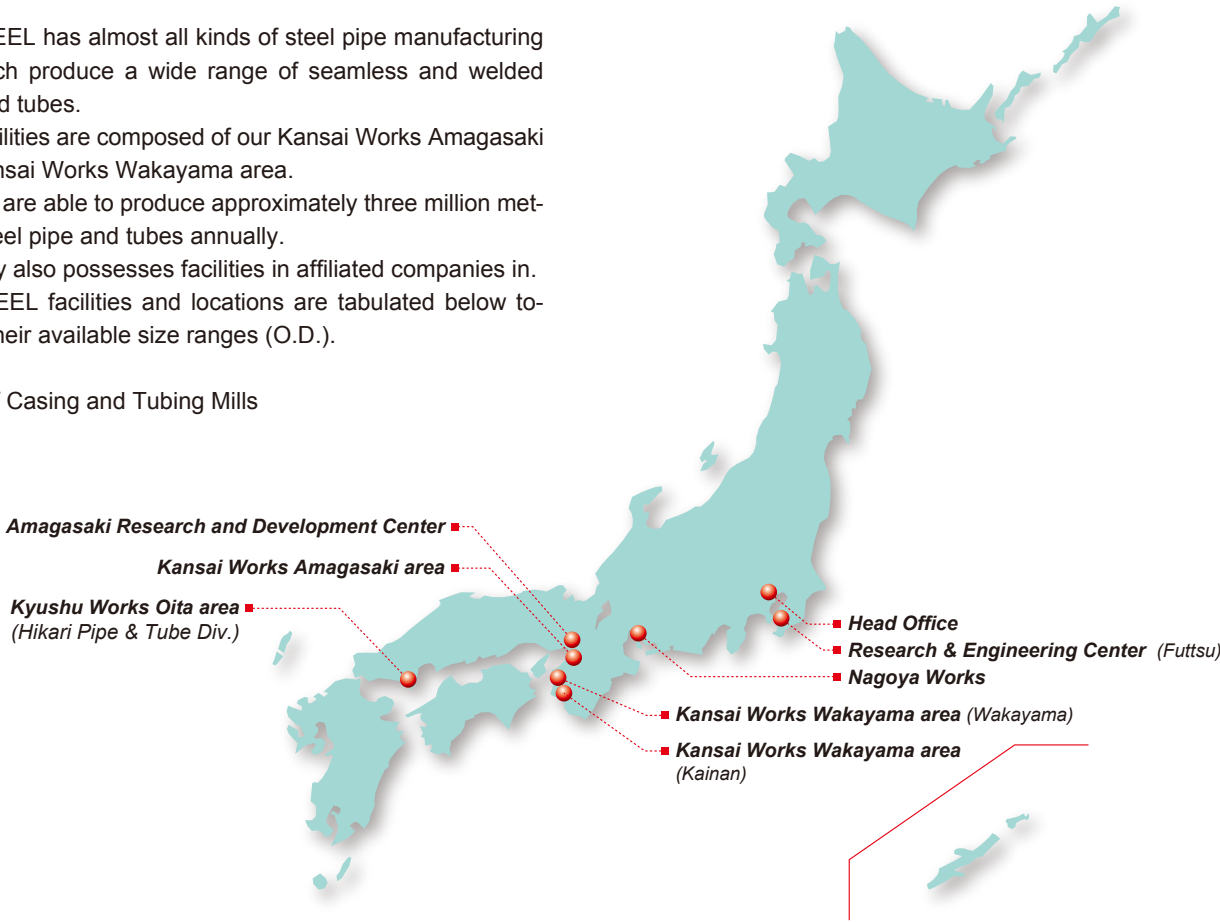 EEL has almost all kinds of steel pipe manufacturing
ch produce a wide range of seamless and welded
d tubes.
ilities are composed of our Kansai Works Amagasaki
nsai Works Wakayama area.
are able to produce approximately three million met-
eel pipe and tubes annually.
y also possesses facilities in affiliated companies in.
EEL facilities and locations are tabulated below to-
heir available size ranges (O.D.).
Casing and Tubing Mills
Amagasaki Research and Development Center
Kansai Works Amagasaki area
Kyushu Works Oita area
(Hikari Pipe & Tube Div.)
Head Office
Research & Engineering Center (Futtsu)
Nagoya Works
Kansai Works Wakayama area (Wakayama)
Kansai Works Wakayama area
(Kainan)